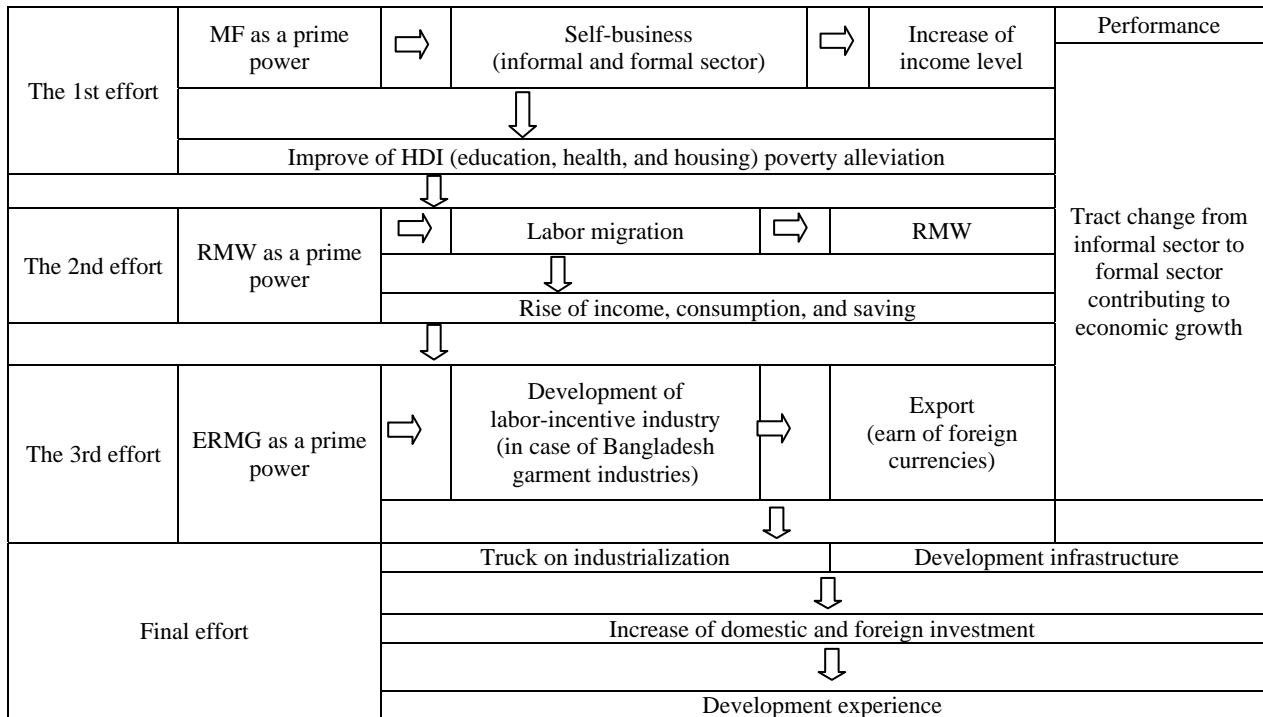 The 1st effort
MF as a prime
power
Self-business
(informal and formal sector)
Increase of
income level
Performance
Improve of HDI (education, health, and housing) poverty alleviation
The 2nd effort
RMW as a prime
power
Labor migration
RMW
Rise of income, consumption, and saving
Tract change from
informal sector to
formal sector
contributing to
economic growth
The 3rd effort
ERMG as a prime
power
Development of
labor-incentive industry
(in case of Bangladesh
garment industries)
Export
(earn of foreign
currencies)
Final effort
Truck on industrialization
Development infrastructure
Increase of domestic and foreign investment
Development experience